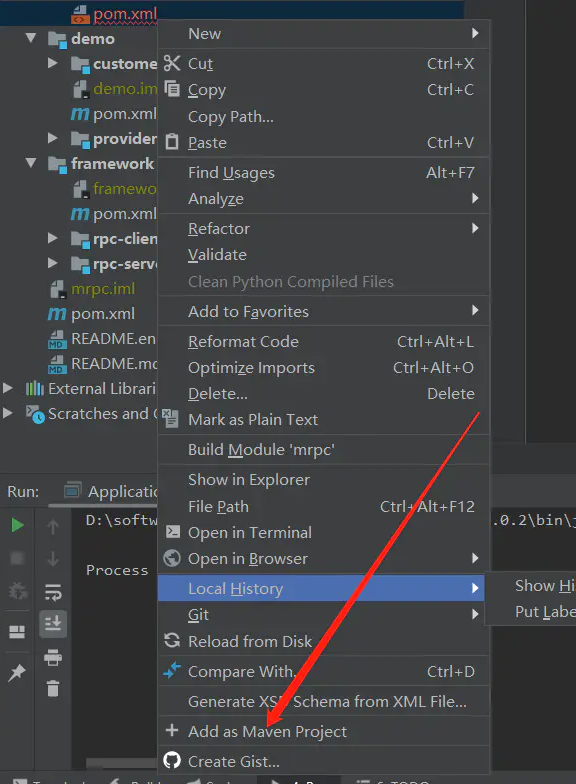 pom.xml
demo
custome
demo.im
pom.xml
provider
framework
framewo
pom.xml
rpc-clien
rpc-serv
mrpc.iml
pom.xml
README.en
README.md
External Librari
Scratches and C
New
Cut Ctrl+X
Copy Ctrl+C
Copy Path...
Paste Ctrl+V
Find Usages Alt+F7
Analyze
Refactor
Validate
Clean Python Compiled Files
Add to Favorites
Reformat Code Ctrl+Alt+L
Optimize Imports Ctrl+Alt+O
Delete... Delete
Mark as Plain Text
Build Module 'mrpc'
Show in Explorer
File Path Ctrl+Alt+F12
Open in Terminal
Open in Browser
Local History
Git
Reload from Disk
Compare With... Ctrl+D
Generate XSD Schema from XML File...
Add as Maven Project
Create Gist...
Show Hi
Put Labe
Run: Applicatio
D:\softw .0.2\bin\j
Process